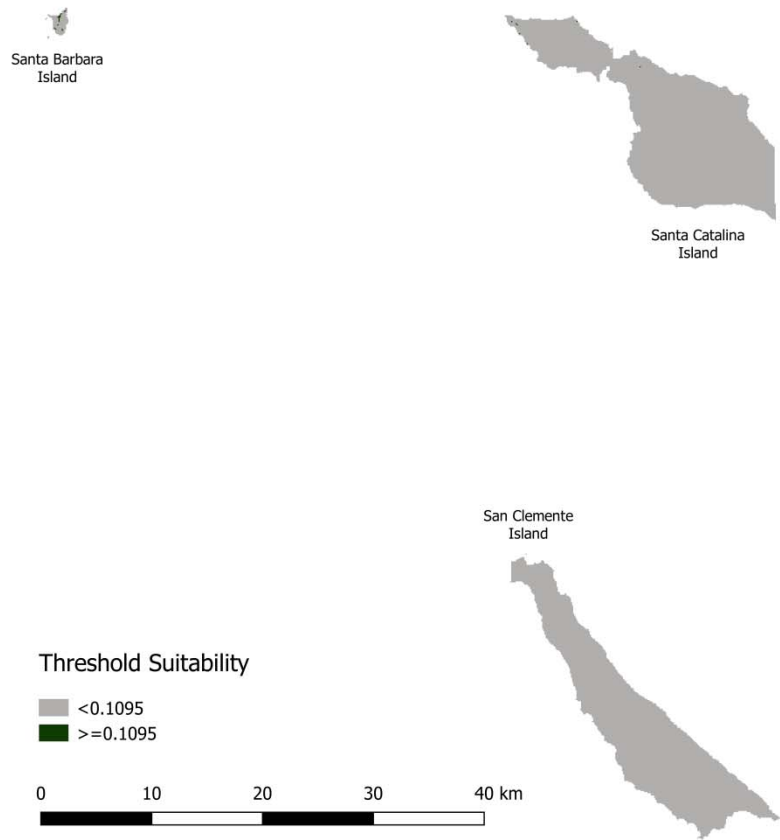 Santa Barbara
Island
Santa Catalina
Island
San Clemente
Island
Threshold Suitability
<0.1095
>=0.1095
0 10 20 30 40 km